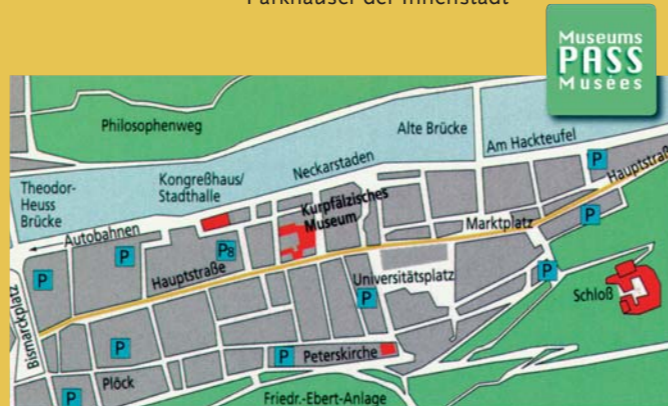 Parkhäuser der Innenstadt
Museums
PASS
Musées
Philosophenweg
Alte Brücke
Am Hackteufel
P
Neckarstaden
Kongreßhaus/
Stadthalle
Theodor-
Heuss
Brücke
Hauptstraße
Kurpfälzisches
Museum
Marktplatz
P
Autobahnen
P
P
P8
Hauptstraße
Universitätsplatz
P
P
Schloß
Bismarckplatz
P
P
Peterskirche
Plöck
P
Friedr.-Ebert-Anlage